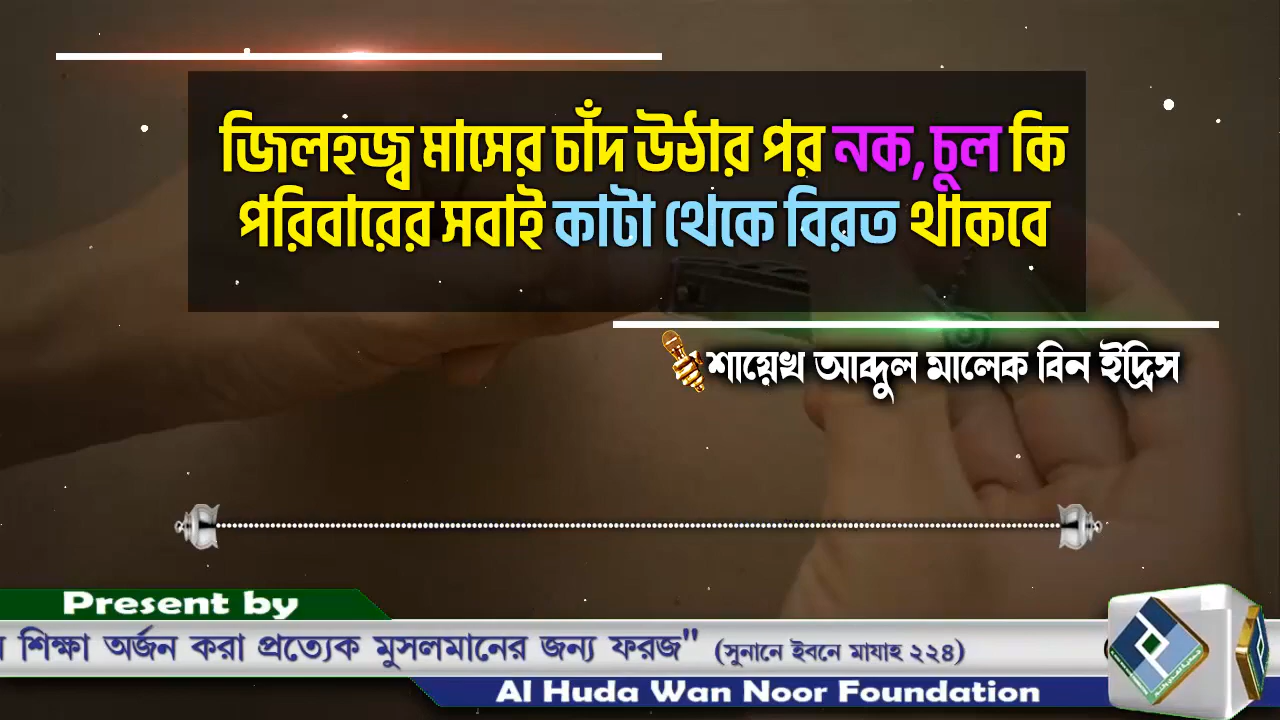 জিলহজ্ব মাসের চাঁদ উঠার পর নক, চুল কি
পরিবারের সবাই কাটা থেকে বিরত থাকবে
শায়েখ আব্দুল মালেক বিন ইদ্রিস
Present by
শিক্ষা অর্জন করা প্রত্যেক মুসলমানের জন্য ফরজ" (সুনানে ইবনে মাযাহ ২২৪)
Al Huda Wan Noor Foundation